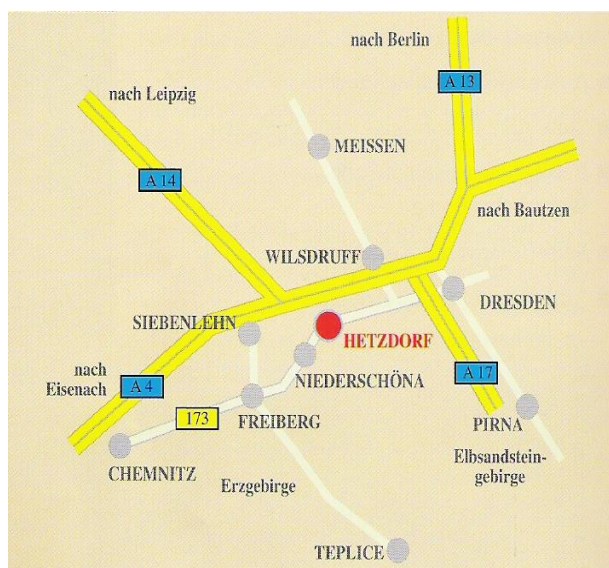 nach Berlin
A 13
nach Leipzig
MEISSEN
A 14
nach Bautzen
WILSDRUFF
DRESDEN
SIEBENLEHN
HETZDORF
nach
Eisenach
A 4
NIEDERSCHÖNA
A 17
173
FREIBERG
PIRNA
CHEMNITZ
Elbsandstein-
gebirge
Erzgebirge
TEPLICE